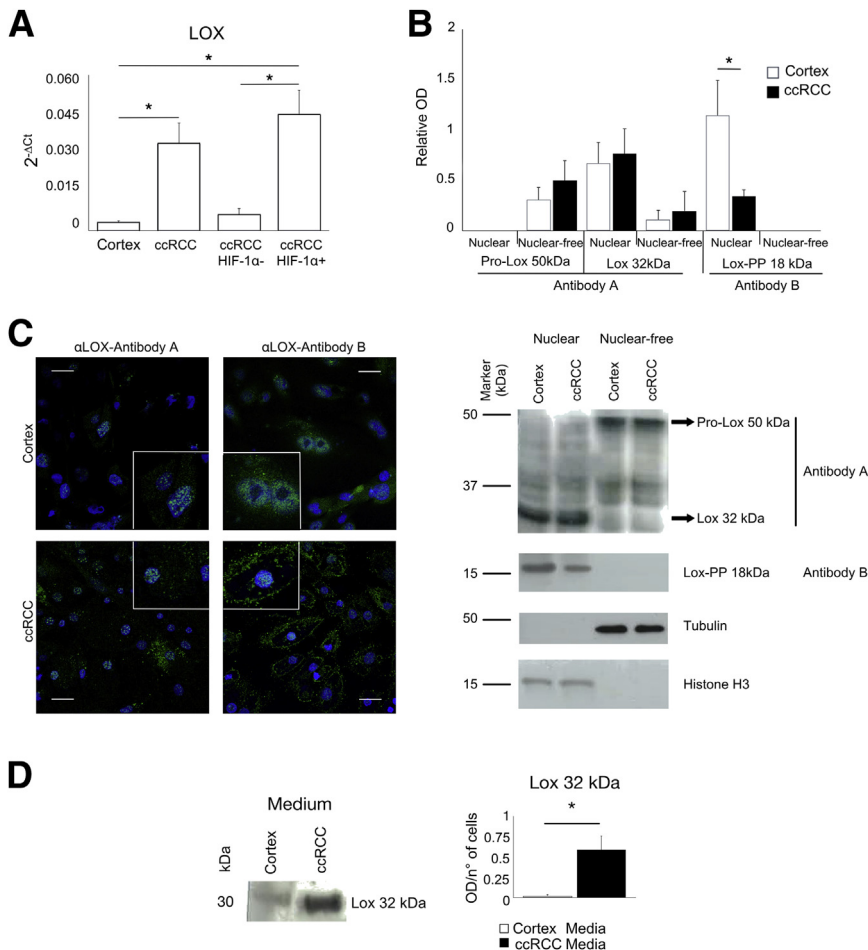 A
LOX
2-ΔCt
0.060
0.045
0.030
0.015
0
*
*
*
Cortex
ccRCC
ccRCC HIF-1α-
ccRCC HIF-1α+
B
Relative OD
2
1.5
1
0.5
0
*
Cortex
ccRCC
Nuclear Nuclear-free Nuclear Nuclear-free Nuclear Nuclear-free
Pro-Lox 50kDa Lox 32kDa Lox-PP 18 kDa
Antibody A Antibody B
C
αLOX-Antibody A αLOX-Antibody B
Cortex
ccRCC
Nuclear Nuclear-free
Marker (kDa)
Cortex
ccRCC
Cortex
ccRCC
50
37
Pro-Lox 50 kDa
Lox 32 kDa
Antibody A
15
Lox-PP 18kDa Antibody B
50
Tubulin
15
Histone H3
D
Medium
kDa
Cortex
ccRCC
30
Lox 32 kDa
Lox 32 kDa
OD/n° of cells
1
0.75
0.5
0.25
0
*
Cortex Media
ccRCC Media